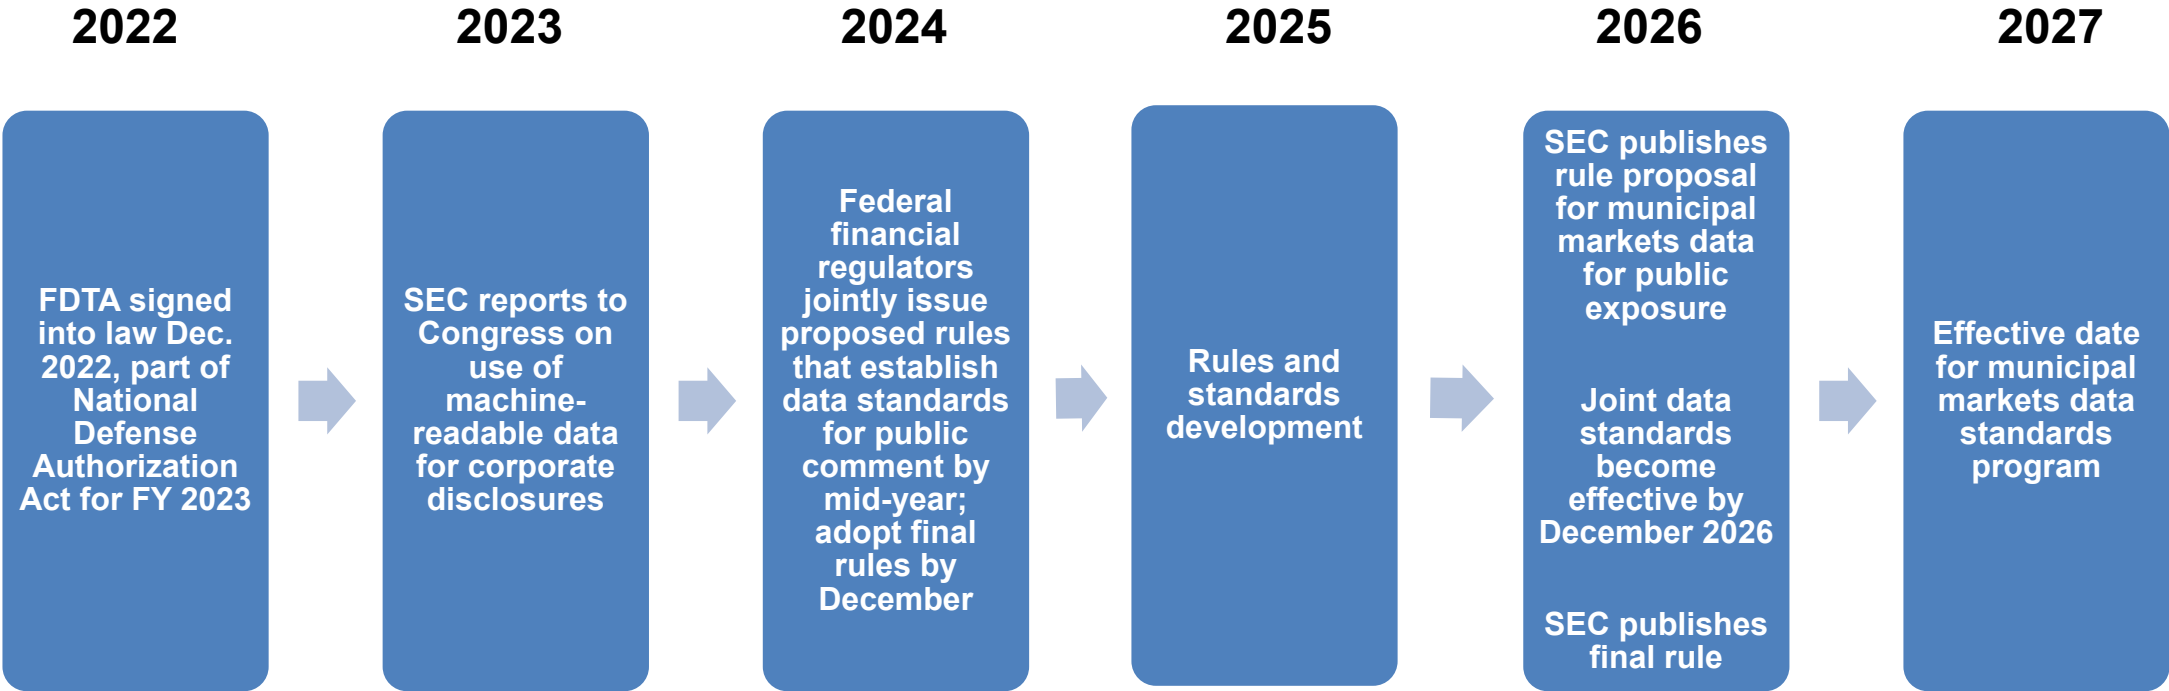 2022
2023
2024
2025
2026
2027
FDTA signed
into law Dec.
2022, part of
National
Defense
Authorization
Act for FY 2023
SEC reports to
Congress on
use of
machine-
readable data
for corporate
disclosures
Federal
financial
regulators
jointly issue
proposed rules
that establish
data standards
for public
comment by
mid-year;
adopt final
rules by
December
Rules and
standards
development
SEC publishes
rule proposal
for municipal
markets data
for public
exposure
Joint data
standards
become
effective by
December 2026
SEC publishes
final rule
Effective date
for municipal
markets data
standards
program